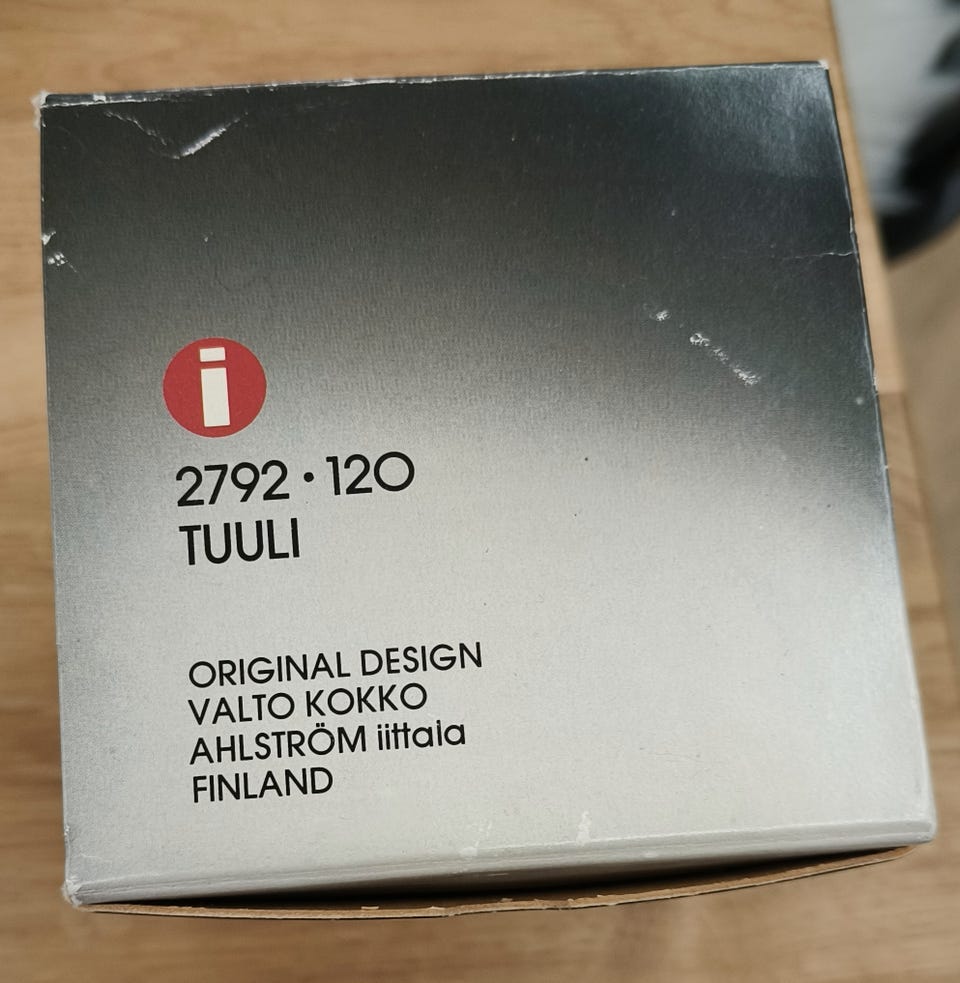 i
2792 · 120
TUULI
ORIGINAL DESIGN
VALTO KOKKO
AHLSTRÖM iittala
FINLAND